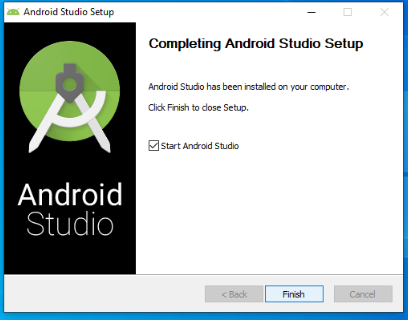 Android Studio Setup
Completing Android Studio Setup
Android Studio has been installed on your computer.
Click Finish to close Setup.
Start Android Studio
Android
Studio
< Back
Finish
Cancel